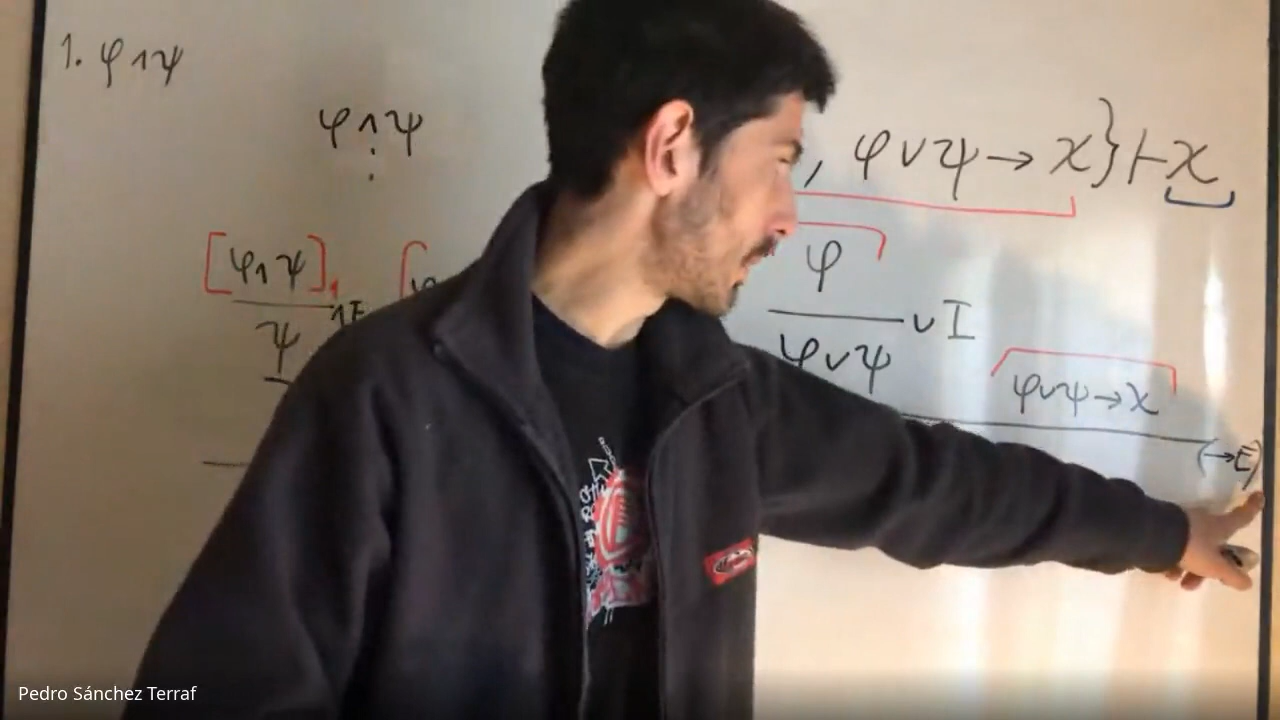 1. φ∧ψ
φ∧ψ
, φ∨ψ→χ}⊢χ
[φ∧ψ]₁
ψ
∧E
φ
φ∨ψ
∨I
φ∨ψ→χ
(→E)
Pedro Sánchez Terraf